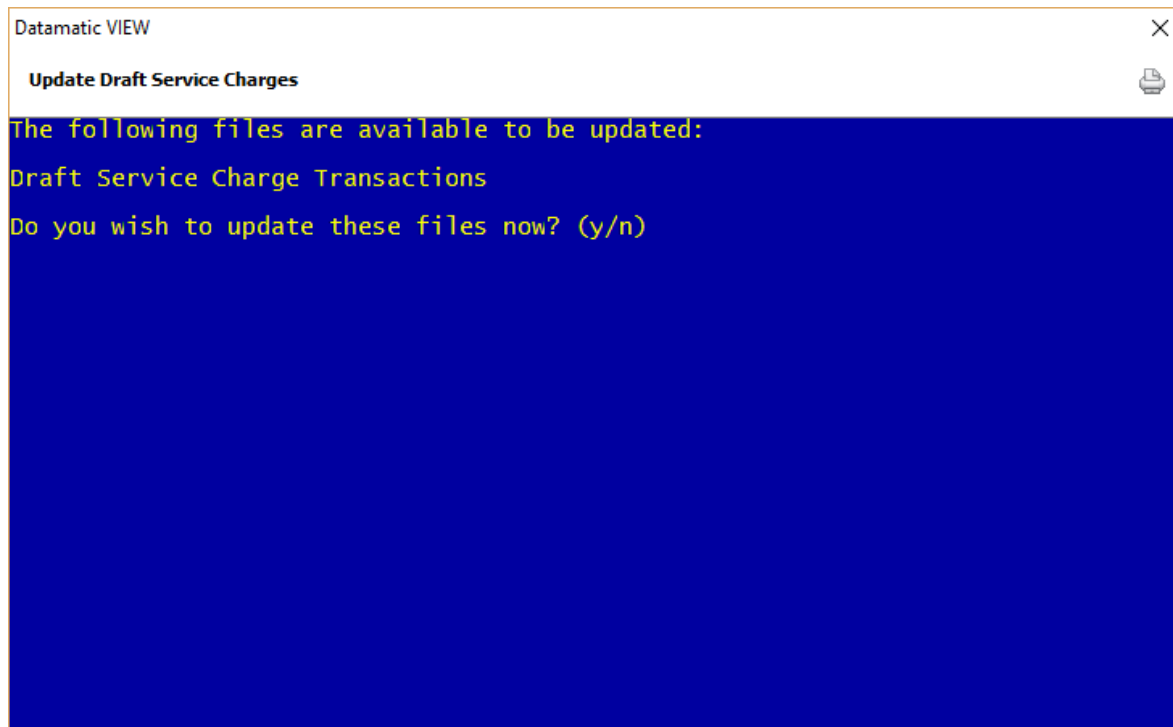 Datamatic VIEW
Update Draft Service Charges
The following files are available to be updated:
Draft Service Charge Transactions
Do you wish to update these files now? (y/n)